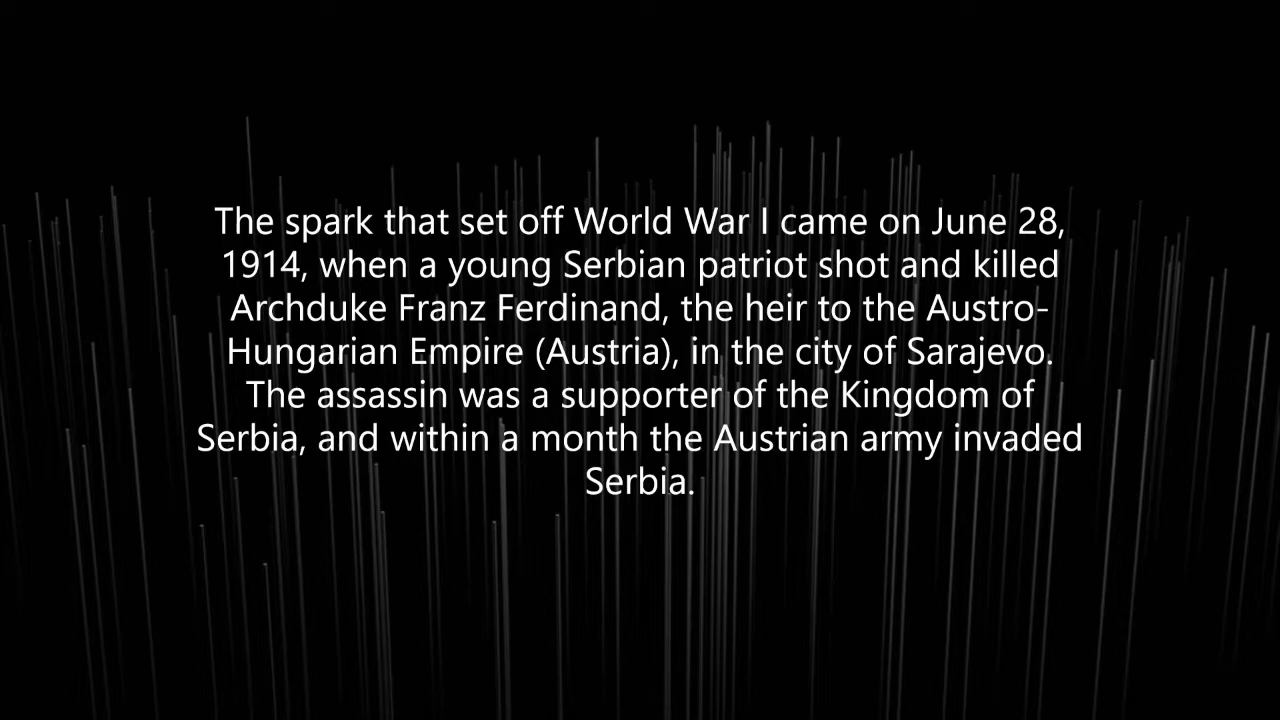 The spark that set off World War I came on June 28,
1914, when a young Serbian patriot shot and killed
Archduke Franz Ferdinand, the heir to the Austro-
Hungarian Empire (Austria), in the city of Sarajevo.
The assassin was a supporter of the Kingdom of
Serbia, and within a month the Austrian army invaded
Serbia.